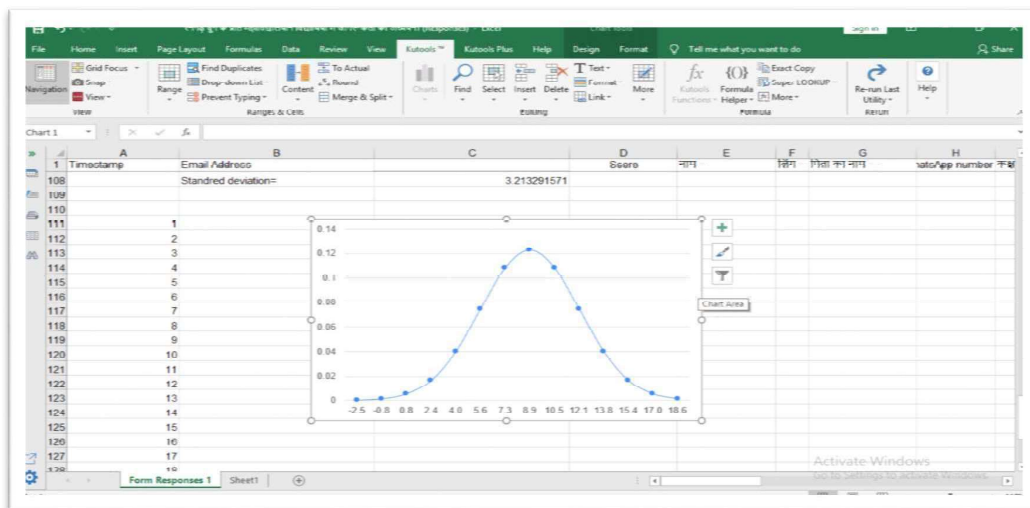 Sign in
File Home Insert Page Layout Formulas Data Review View Kutools ™ Kutools Plus Help Design Format Tell me what you want to do Share
Navigation
Grid Focus
Snap
View
View
Range
Find Duplicates
Drop-down List
Prevent Typing
Content
To Actual
Round
Merge & Split
Ranges & Cells
Charts
Find
Select
Insert
Delete
Text
Format
Link
More
Editing
Kutools Functions
Formula Helper
Exact Copy
Super LOOKUP
More
Formula
Re-run Last Utility
Rerun
Help
Chart 1
A B C D E F G H
1 Timestamp Email Address Score नाम लिंग पिता का नाम
108 Standred deviation= 3.213291571
109
110
111 1
112 2
113 3
114 4
115 5
116 6
117 7
118 8
119 9
120 10
121 11
122 12
123 13
124 14
125 15
126 16
127 17
128 18
0.14
0.12
0.1
0.08
0.06
0.04
0.02
0
-2.5 -0.8 0.8 2.4 4.0 5.6 7.3 8.9 10.5 12.1 13.8 15.4 17.0 18.6
Chart Area
Activate Windows
Go to Settings to activate Windows.
Form Responses 1 Sheet1